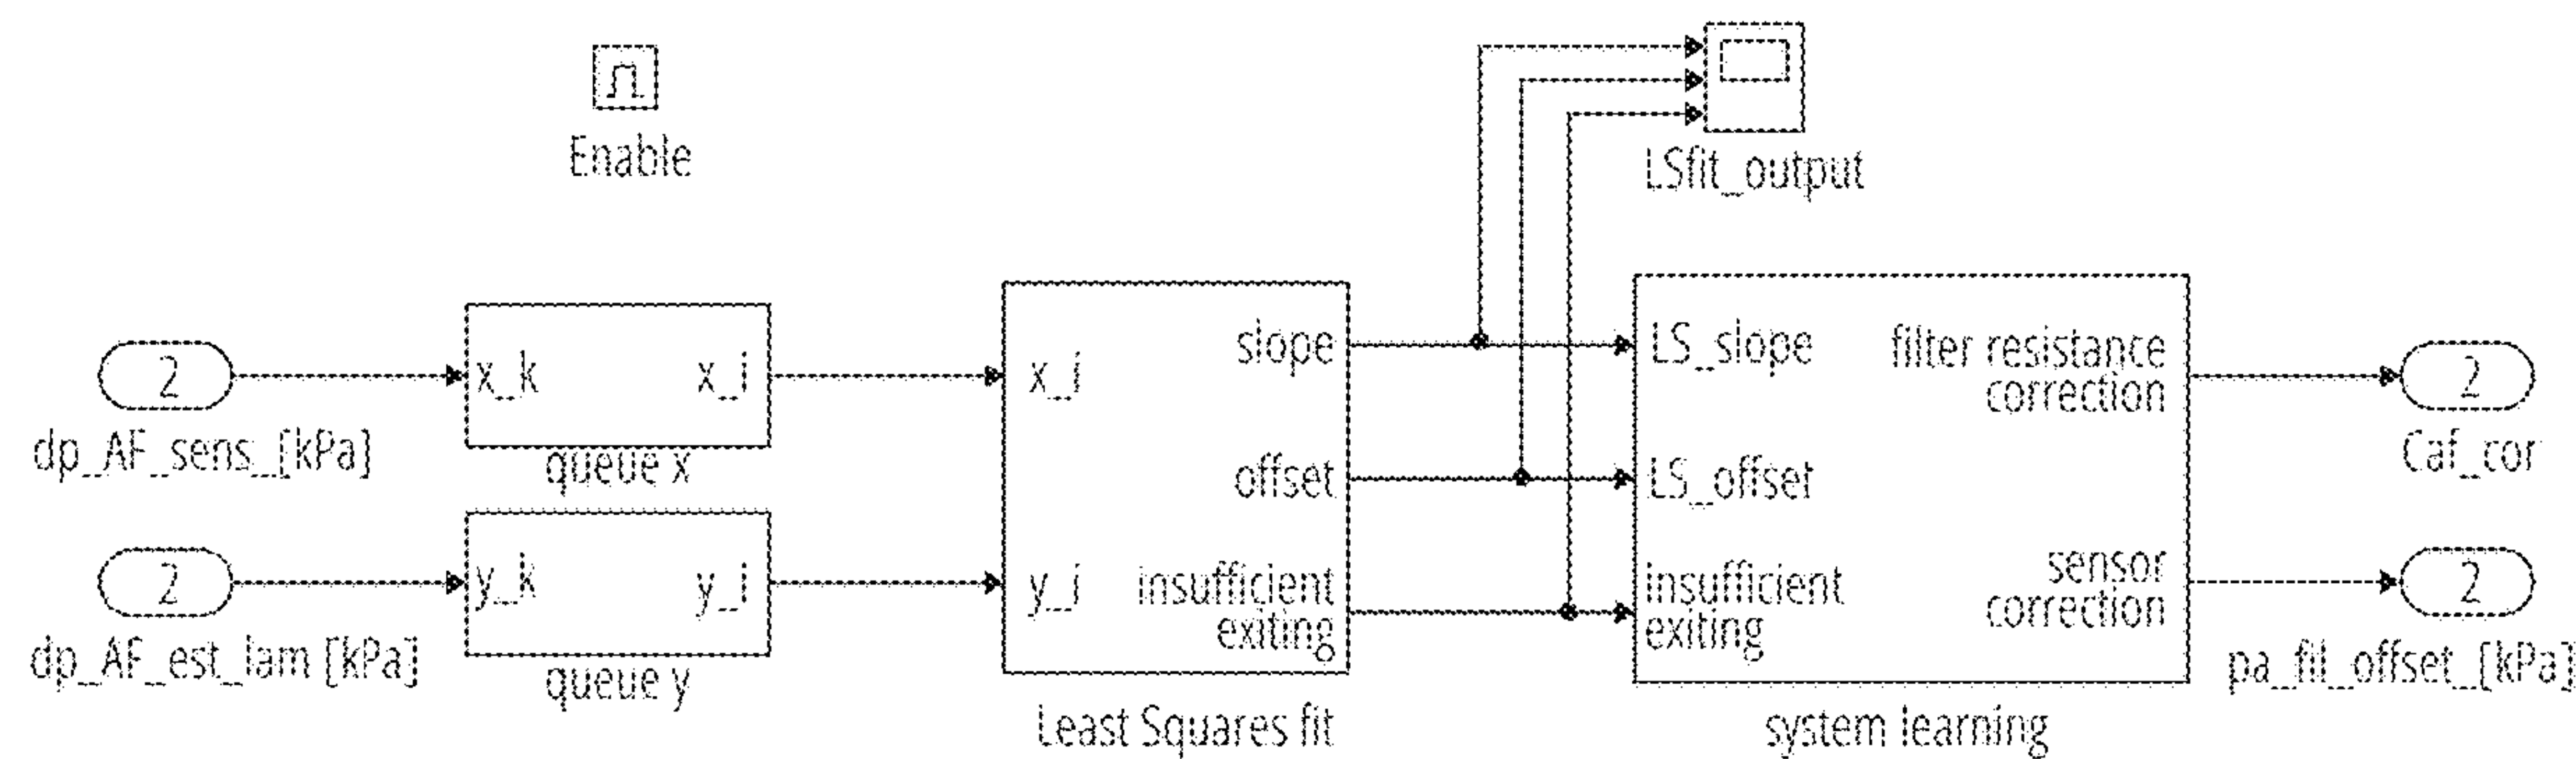 Enable
LSfit_output
2
dp_AF_sens_[kPa]
x_k
x_i
queue x
2
dp_AF_est_lam [kPa]
y_k
y_i
queue y
x_i
y_i
slope
offset
insufficient
exiting
Least Squares fit
LS_slope
LS_offset
insufficient
exiting
filter resistance
correction
sensor
correction
system learning
2
Caf_cor
2
pa_fil_offset_[kPa]